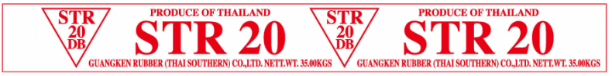 STR
20
DB
PRODUCE OF THAILAND
STR 20
GUANGKEN RUBBER (THAI SOUTHERN) CO.,LTD. NETT.WT. 35.00KGS
STR
20
DB
PRODUCE OF THAILAND
STR 20
GUANGKEN RUBBER (THAI SOUTHERN) CO.,LTD. NETT.WT. 35.00KGS